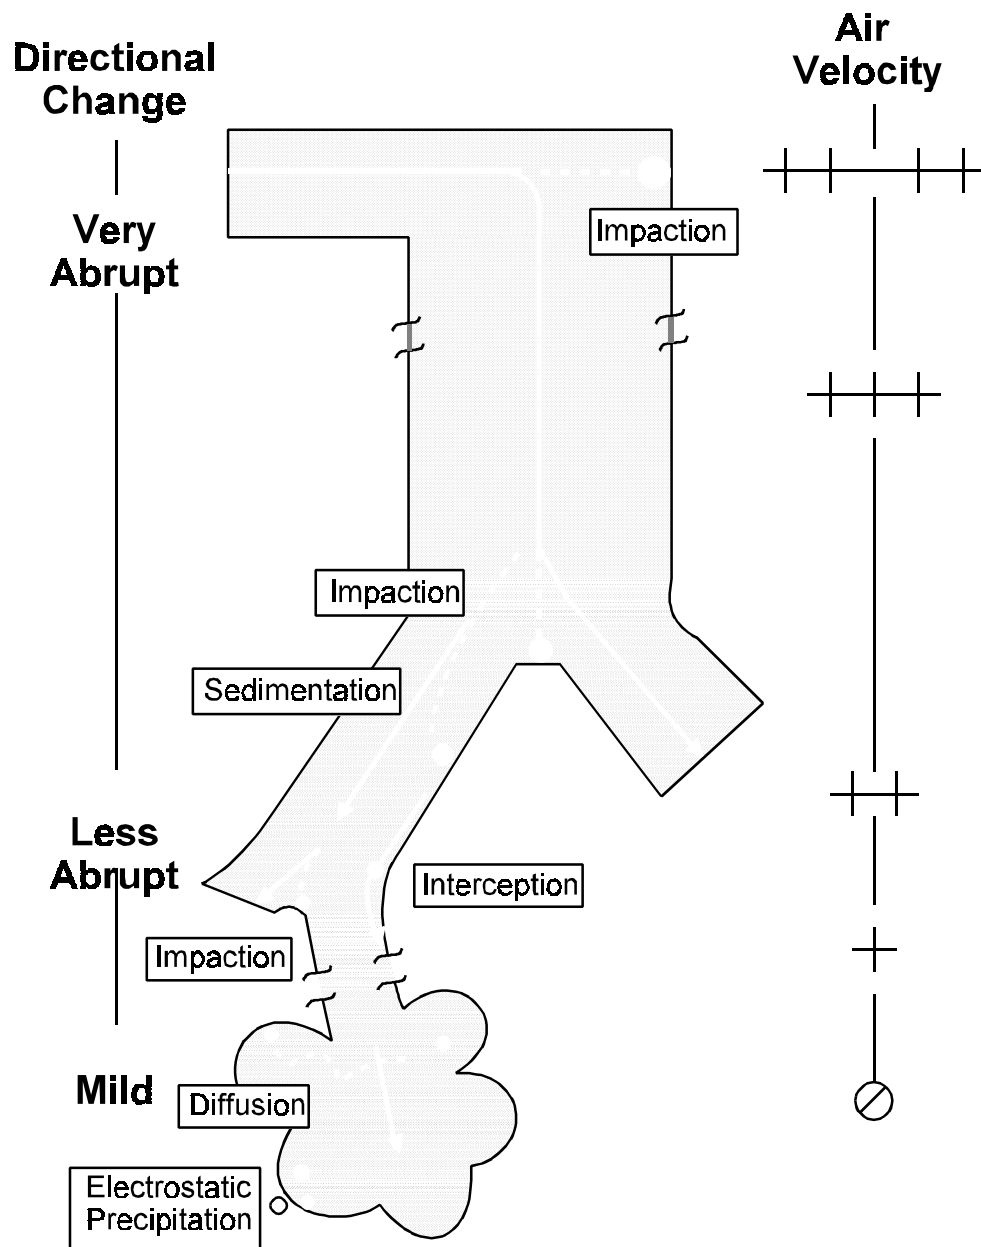 Directional
Change
Air
Velocity
Very
Abrupt
Impaction
Impaction
Sedimentation
Less
Abrupt
Interception
Impaction
Mild
Diffusion
Electrostatic
Precipitation